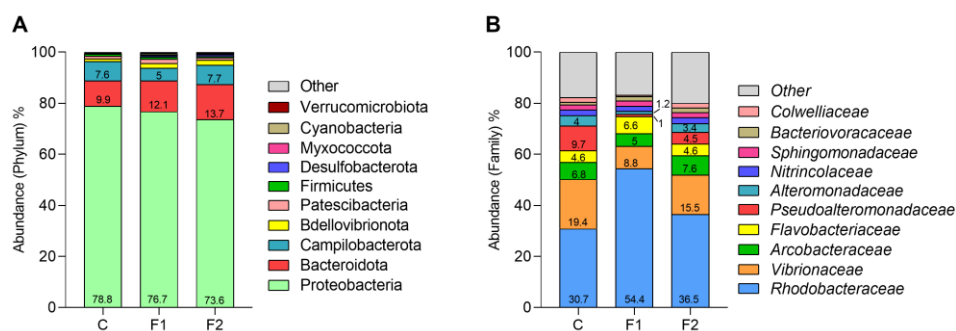 A
Abundance (Phylum) %
100
80
60
40
20
0
7.6
9.9
78.8
5
12.1
76.7
7.7
13.7
73.6
C
F1
F2
Other
Verrucomicrobiota
Cyanobacteria
Myxococcota
Desulfobacterota
Firmicutes
Patescibacteria
Bdellovibrionota
Campilobacterota
Bacteroidota
Proteobacteria
B
Abundance (Family) %
100
80
60
40
20
0
4
9.7
4.6
6.8
19.4
30.7
1.2
1
6.6
5
8.8
54.4
3.4
4.5
4.6
7.6
15.5
36.5
C
F1
F2
Other
Colwelliaceae
Bacteriovoracaceae
Sphingomonadaceae
Nitrincolaceae
Alteromonadaceae
Pseudoalteromonadaceae
Flavobacteriaceae
Arcobacteraceae
Vibrionaceae
Rhodobacteraceae